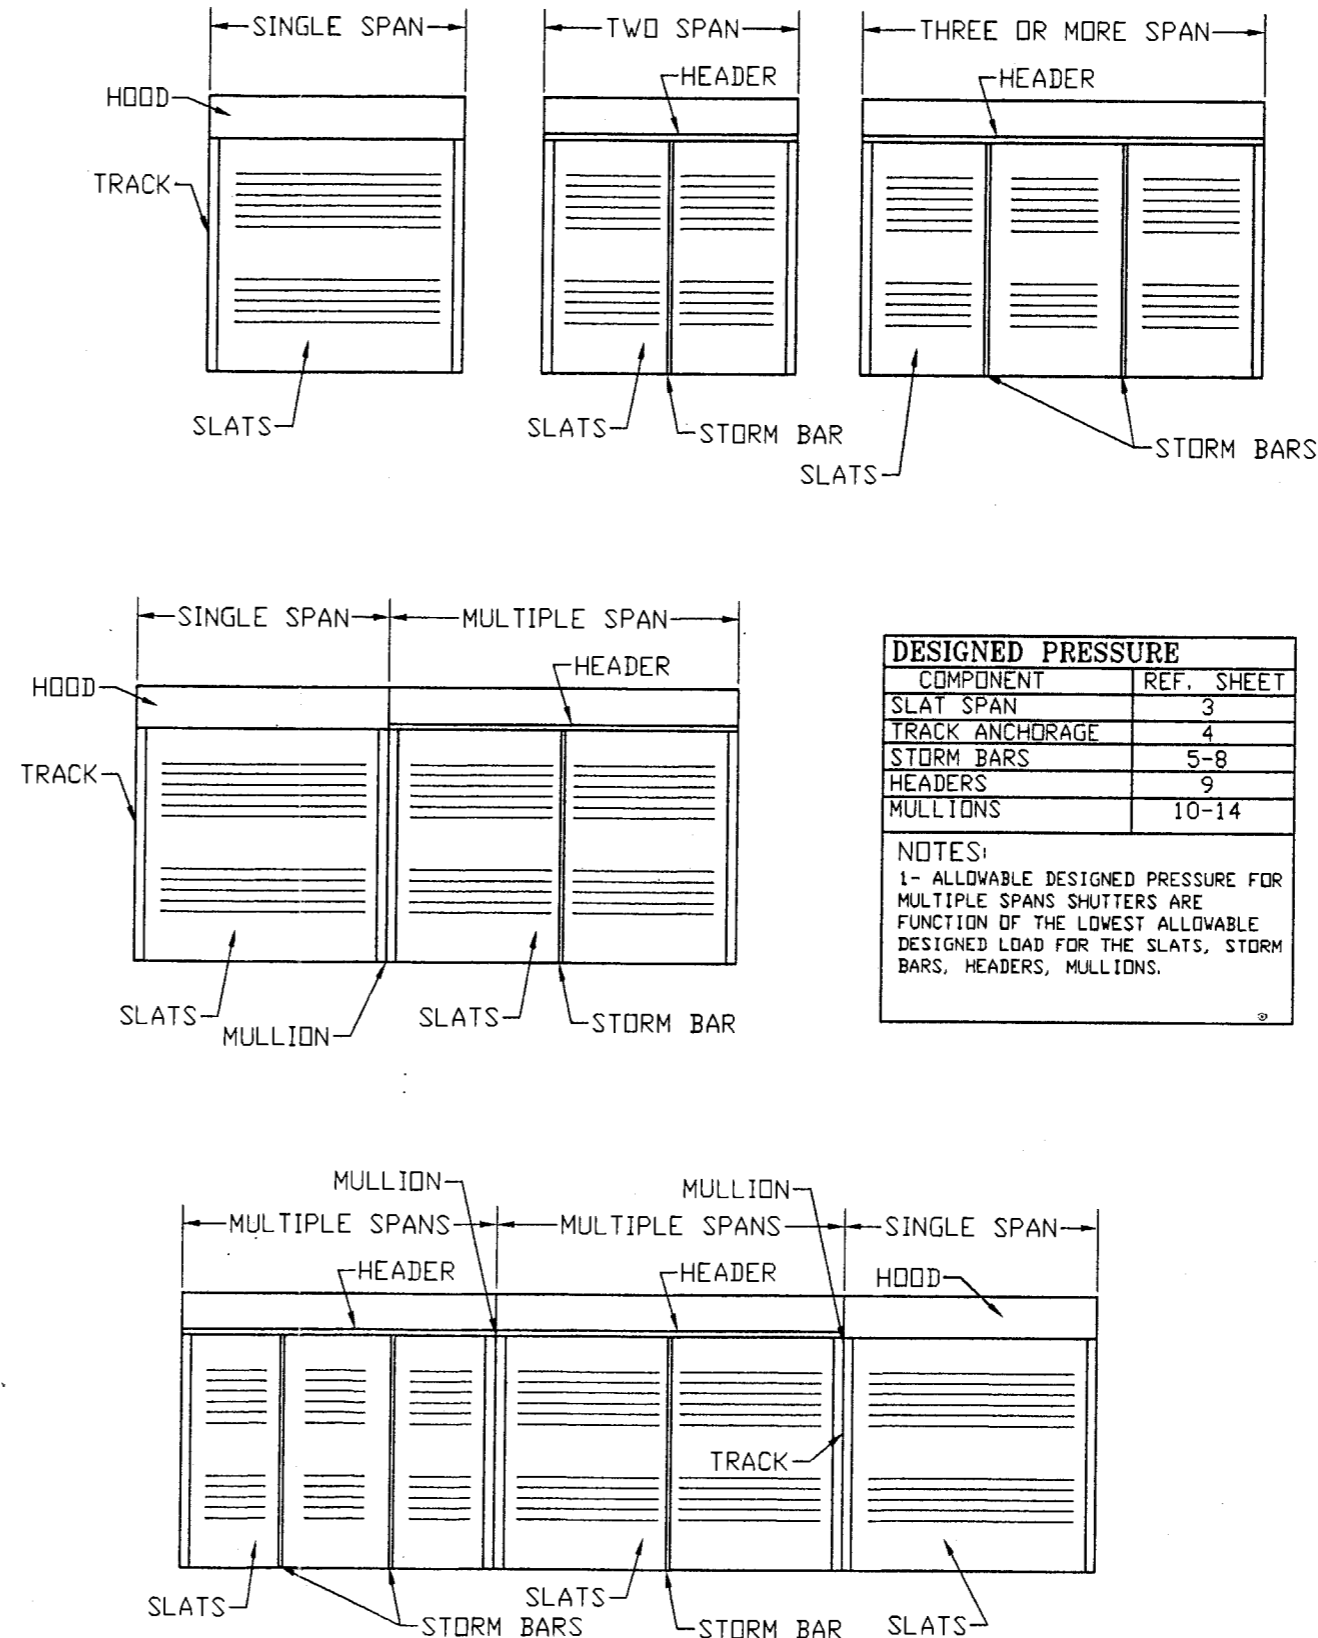 SINGLE SPAN
TWO SPAN
THREE OR MORE SPAN
HEADER
HEADER
HOOD
TRACK
SLATS
SLATS
STORM BAR
SLATS
STORM BARS
SINGLE SPAN
MULTIPLE SPAN
HEADER
HOOD
TRACK
SLATS
MULLION
SLATS
STORM BAR
DESIGNED PRESSURE
COMPONENT REF. SHEET
SLAT SPAN 3
TRACK ANCHORAGE 4
STORM BARS 5-8
HEADERS 9
MULLIONS 10-14
NOTES:
1- ALLOWABLE DESIGNED PRESSURE FOR
MULTIPLE SPANS SHUTTERS ARE
FUNCTION OF THE LOWEST ALLOWABLE
DESIGNED LOAD FOR THE SLATS, STORM
BARS, HEADERS, MULLIONS.
MULLION
MULLION
MULTIPLE SPANS
MULTIPLE SPANS
SINGLE SPAN
HEADER
HEADER
HOOD
TRACK
SLATS
STORM BARS
SLATS
STORM BAR
SLATS